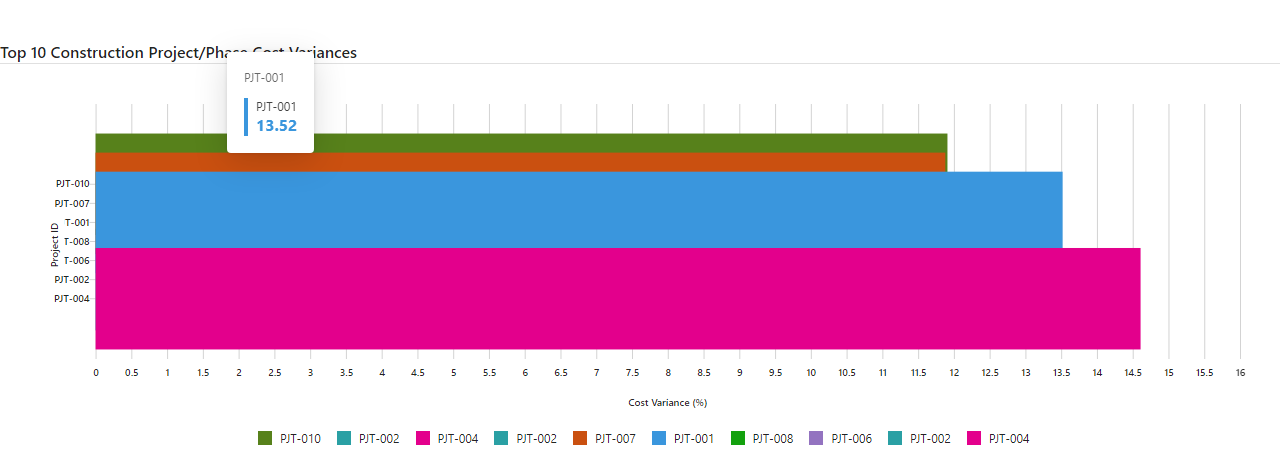 Top 10 Construction Project/Phase Cost Variances
PJT-001
PJT-001
13.52
PJT-010
PJT-007
T-001
T-008
T-006
PJT-002
PJT-004
Project ID
0 0.5 1 1.5 2 2.5 3 3.5 4 4.5 5 5.5 6 6.5 7 7.5 8 8.5 9 9.5 10 10.5 11 11.5 12 12.5 13 13.5 14 14.5 15 15.5 16
Cost Variance (%)
PJT-010 PJT-002 PJT-004 PJT-002 PJT-007 PJT-001 PJT-008 PJT-006 PJT-002 PJT-004